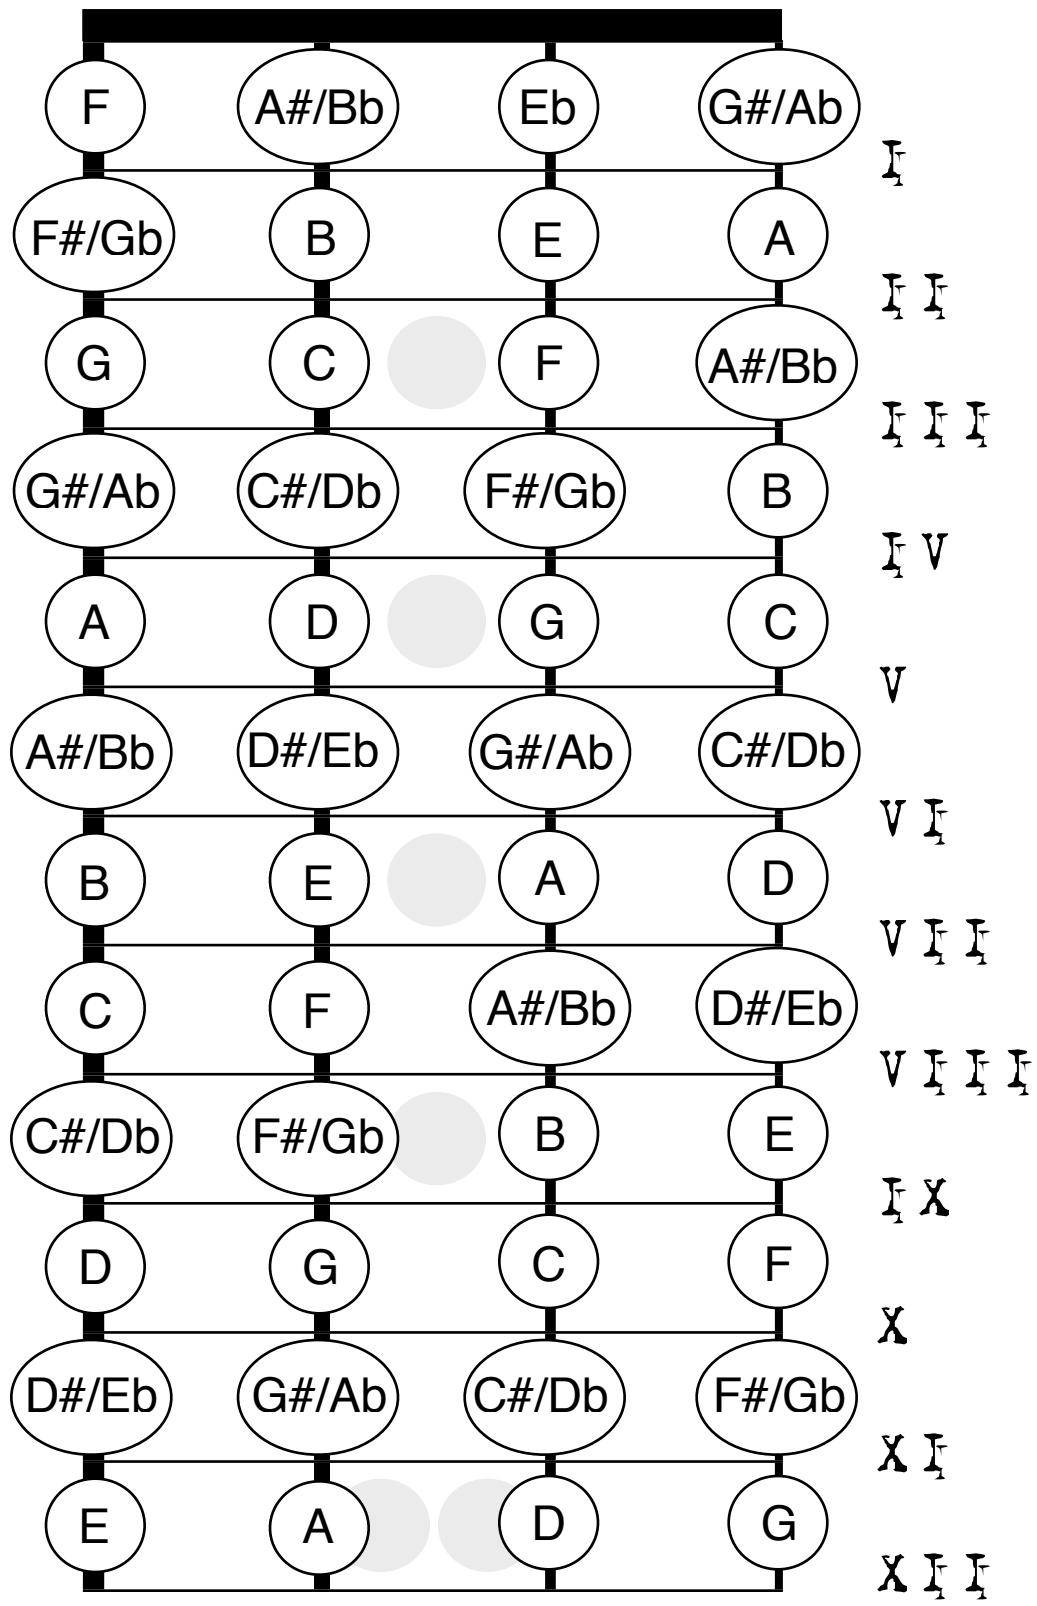 F A#/Bb Eb G#/Ab
I
F#/Gb B E A
II
G C F A#/Bb
III
G#/Ab C#/Db F#/Gb B
IV
A D G C
V
A#/Bb D#/Eb G#/Ab C#/Db
VI
B E A D
VII
C F A#/Bb D#/Eb
VIII
C#/Db F#/Gb B E
IX
D G C F
X
D#/Eb G#/Ab C#/Db F#/Gb
XI
E A D G
XII